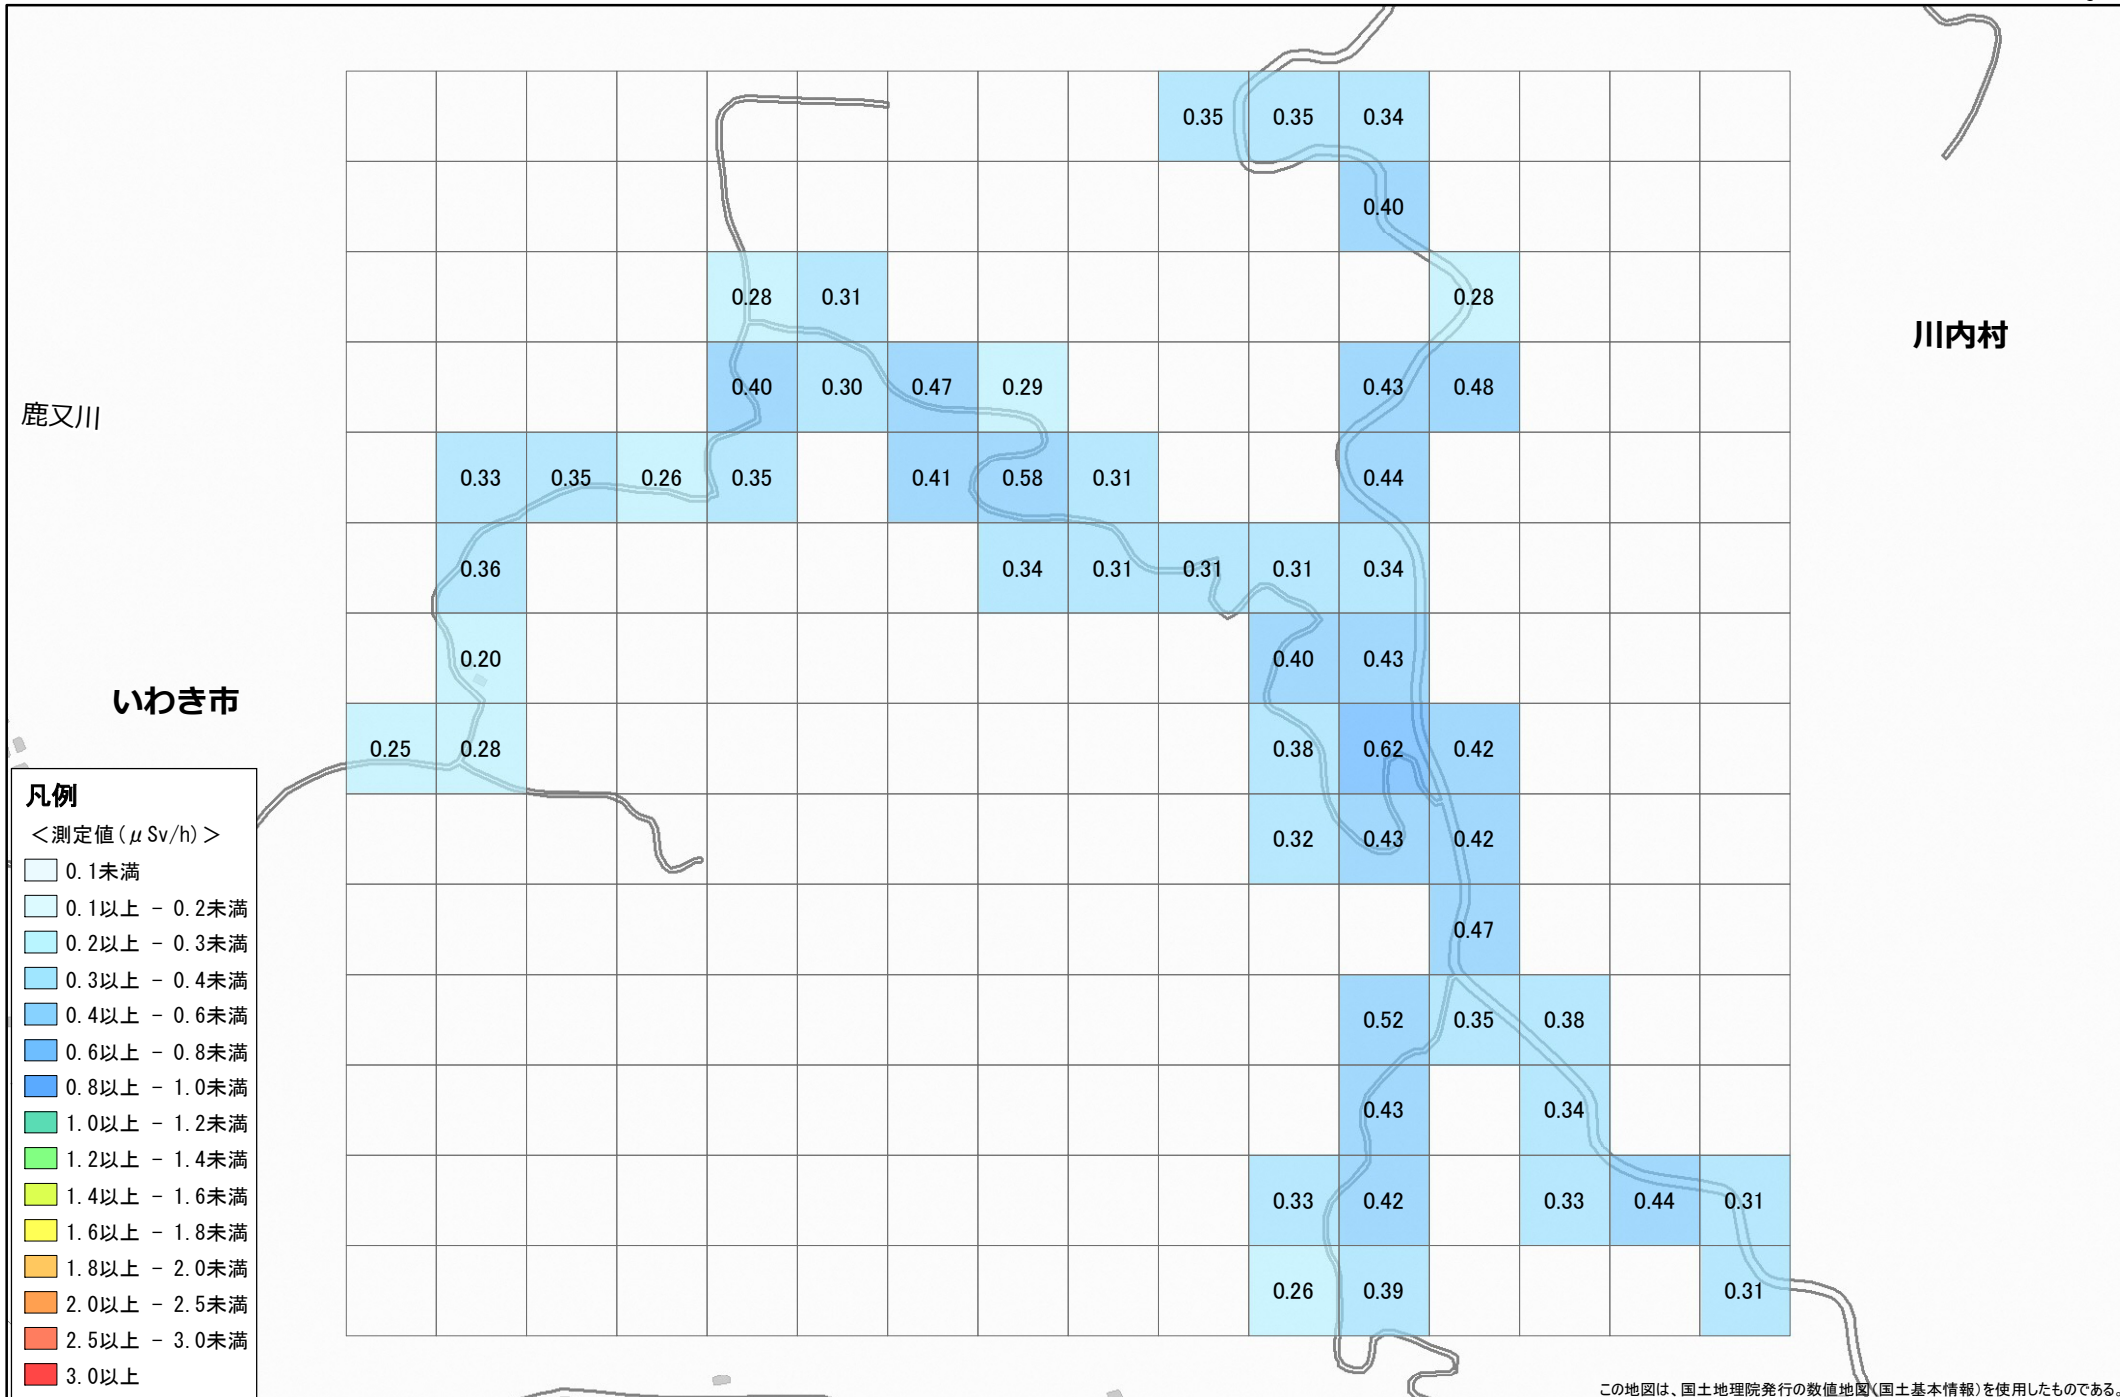 0.35 0.35 0.34
0.40
0.28 0.31 0.28
川内村
0.40 0.30 0.47 0.29 0.43 0.48
鹿又川
0.33 0.35 0.26 0.35 0.41 0.58 0.31 0.44
0.36 0.34 0.31 0.31 0.31 0.34
0.20 0.40 0.43
いわき市
0.25 0.28 0.38 0.62 0.42
0.32 0.43 0.42
0.47
0.52 0.35 0.38
0.43 0.34
0.33 0.42 0.33 0.44 0.31
0.26 0.39 0.31
凡例
＜測定値(μSv/h)＞
0.1未満
0.1以上 - 0.2未満
0.2以上 - 0.3未満
0.3以上 - 0.4未満
0.4以上 - 0.6未満
0.6以上 - 0.8未満
0.8以上 - 1.0未満
1.0以上 - 1.2未満
1.2以上 - 1.4未満
1.4以上 - 1.6未満
1.6以上 - 1.8未満
1.8以上 - 2.0未満
2.0以上 - 2.5未満
2.5以上 - 3.0未満
3.0以上
この地図は、国土地理院発行の数値地図(国土基本情報)を使用したものである。